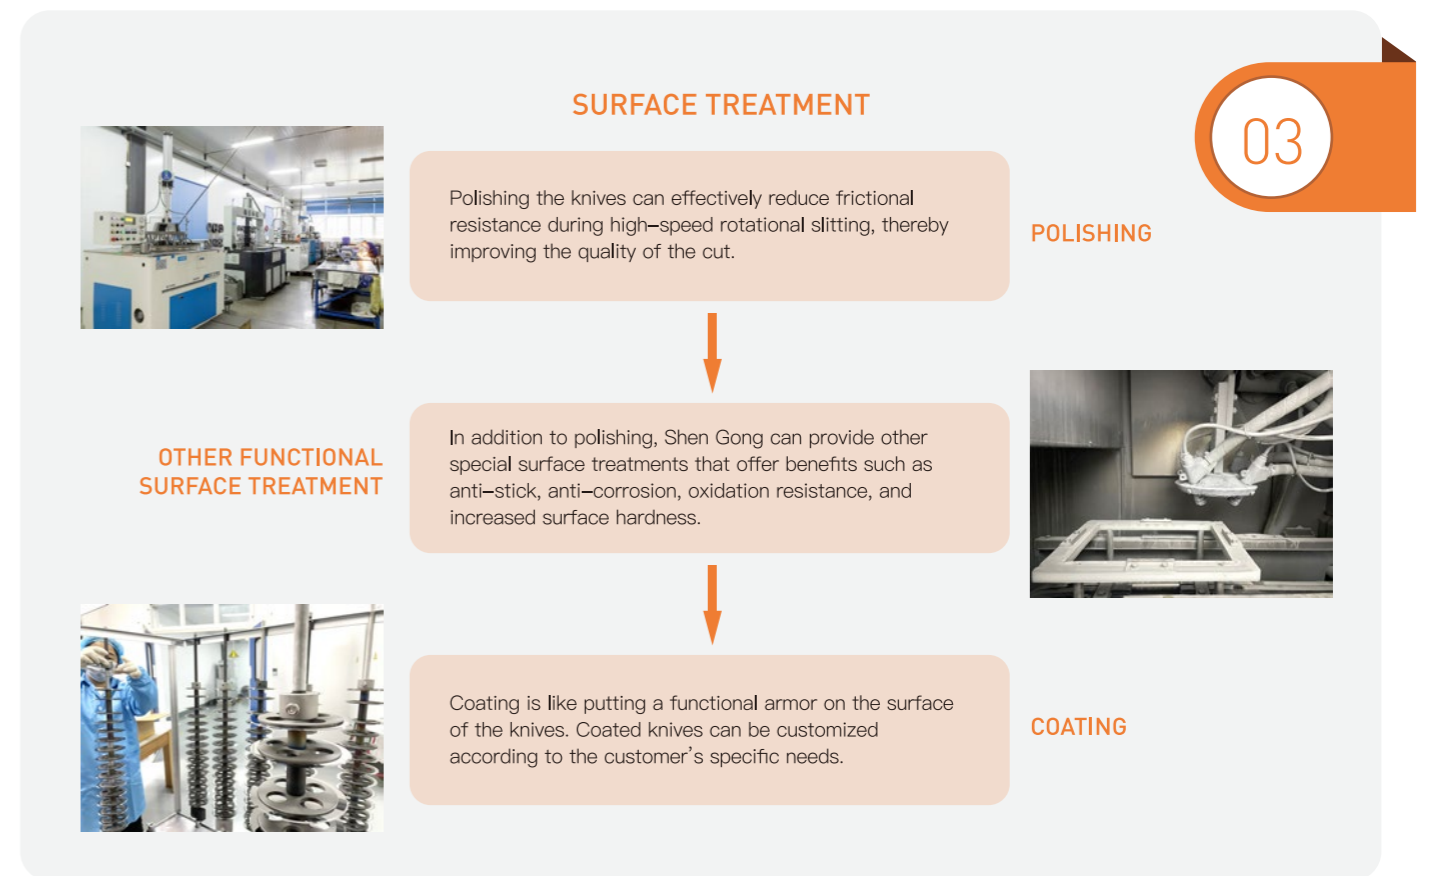 SURFACE TREATMENT
03
Polishing the knives can effectively reduce frictional
resistance during high-speed rotational slitting, thereby
improving the quality of the cut.
POLISHING
OTHER FUNCTIONAL
SURFACE TREATMENT
In addition to polishing, Shen Gong can provide other
special surface treatments that offer benefits such as
anti-stick, anti-corrosion, oxidation resistance, and
increased surface hardness.
Coating is like putting a functional armor on the surface
of the knives. Coated knives can be customized
according to the customer's specific needs.
COATING